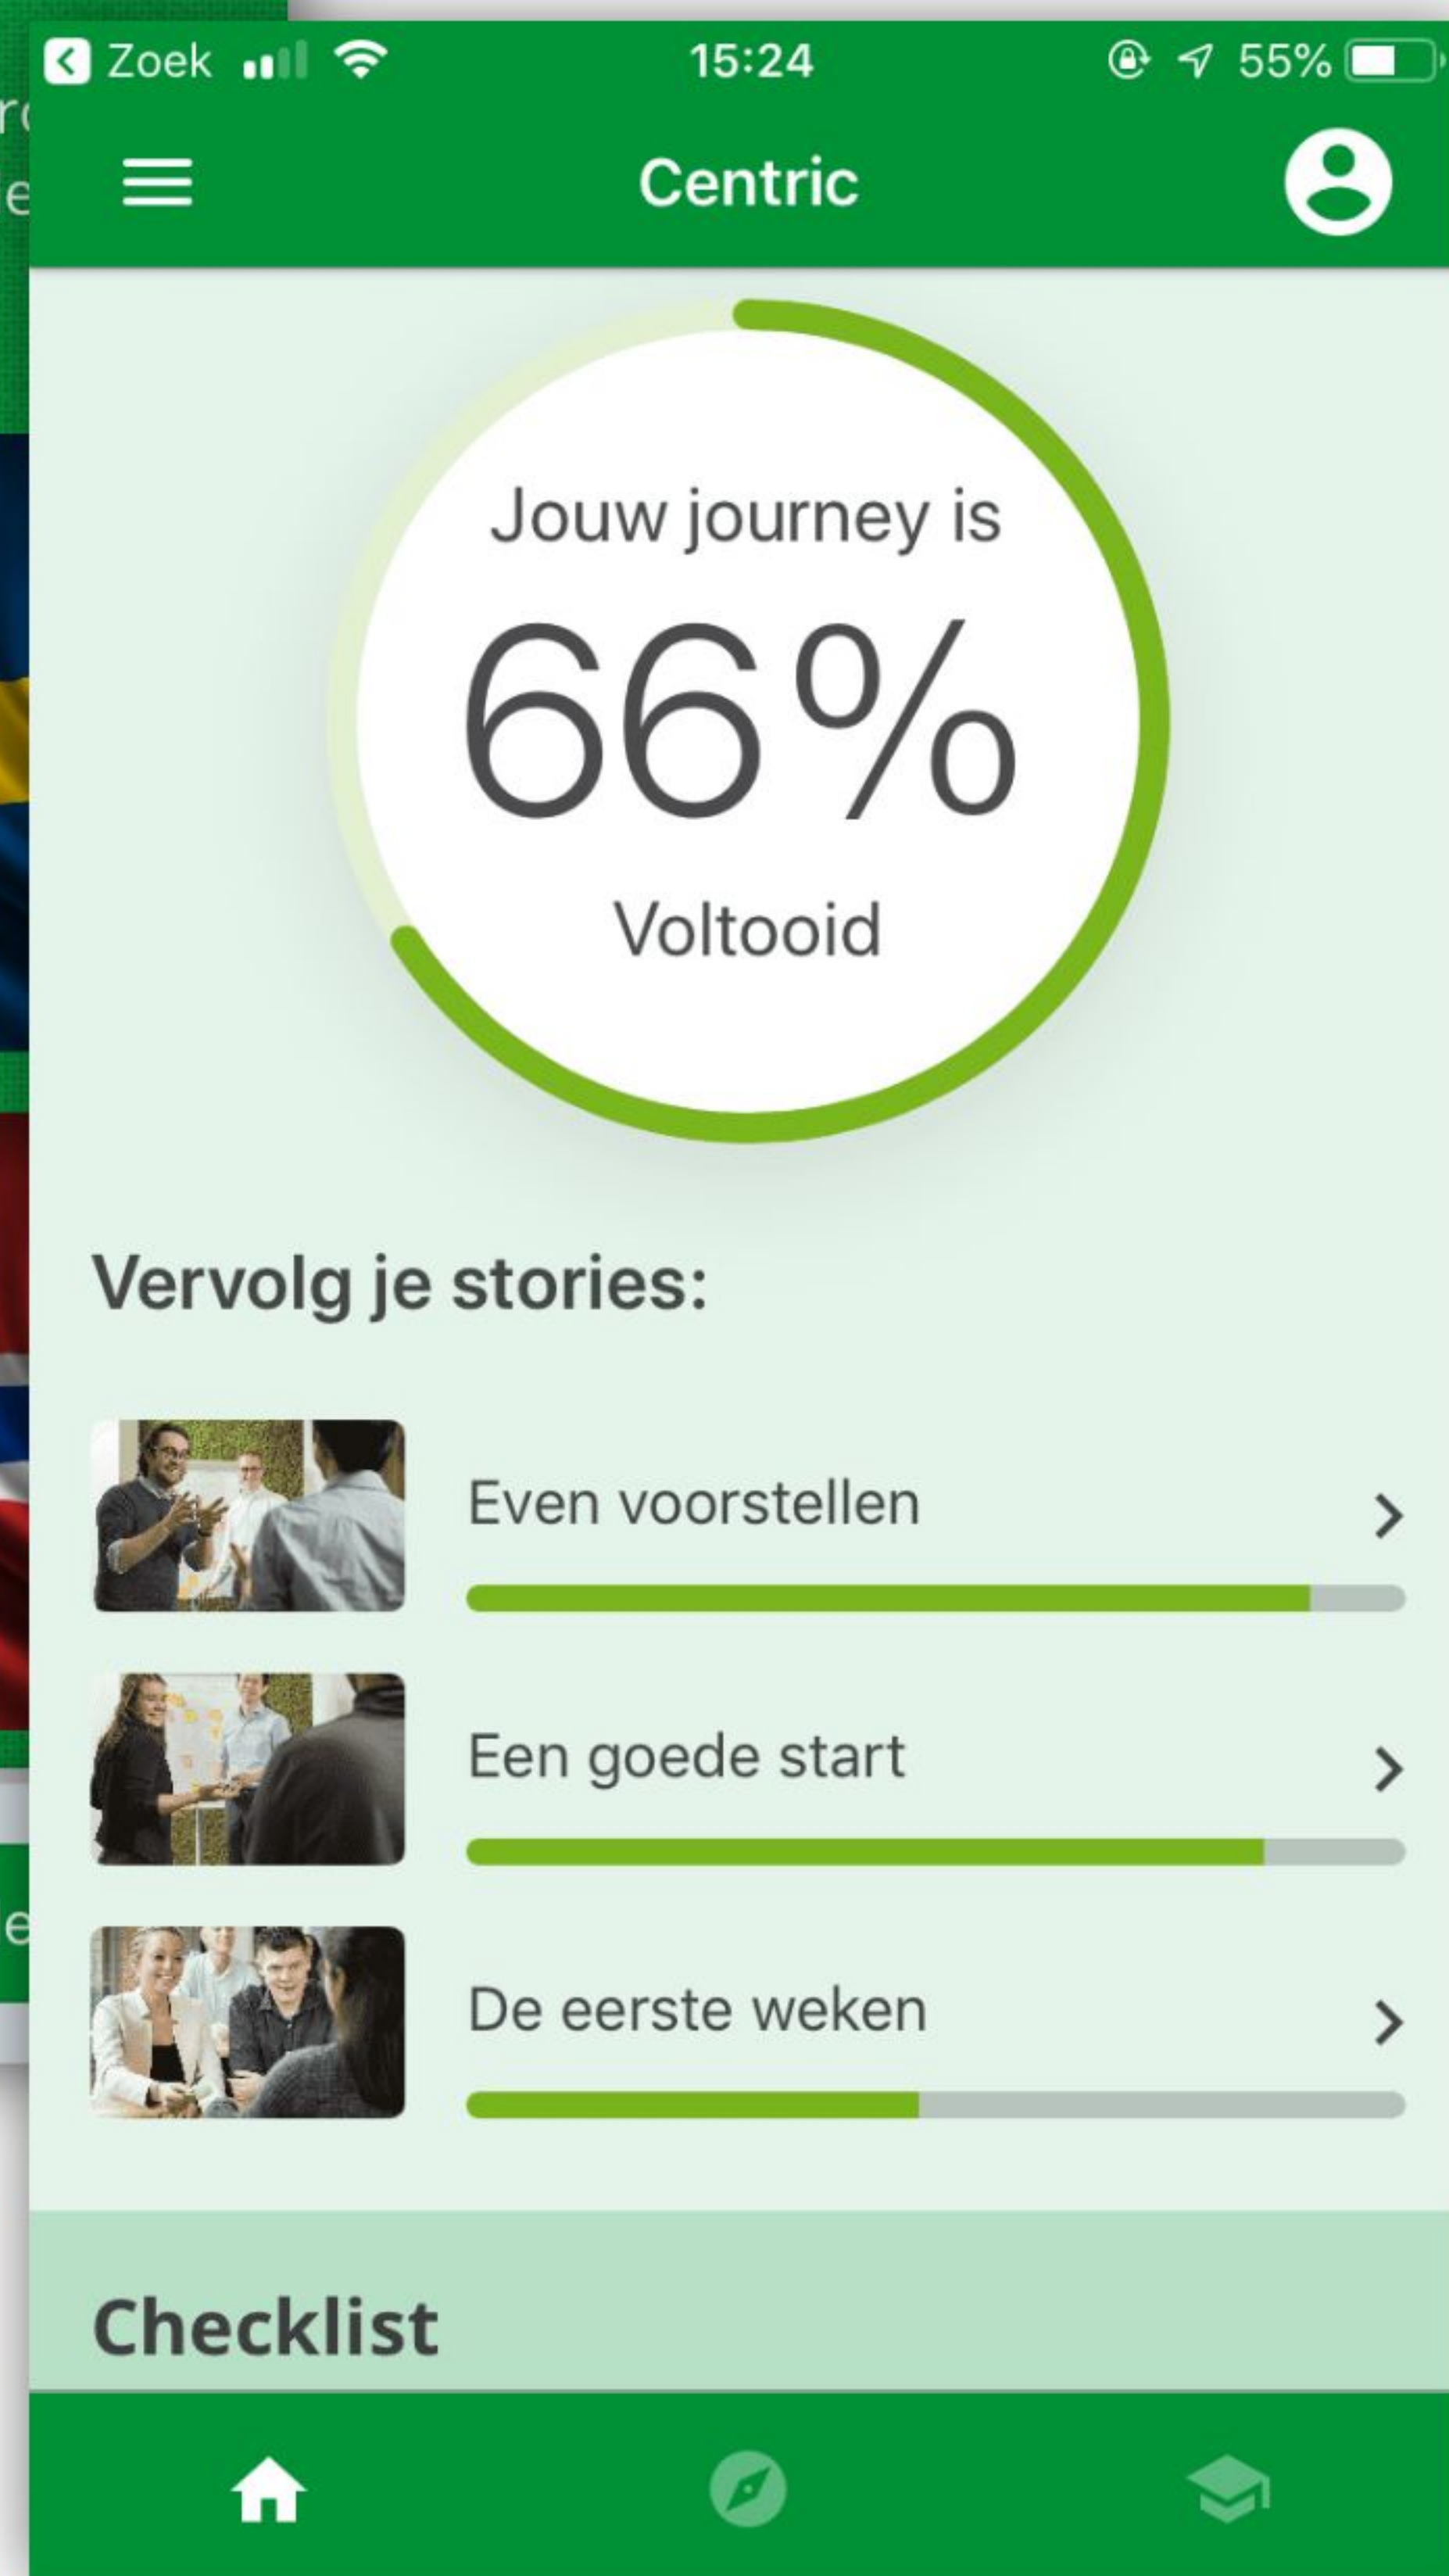 Zoek 15:24 55%
Centric
Jouw journey is
66%
Voltooid
Vervolg je stories:
Even voorstellen
Een goede start
De eerste weken
Checklist